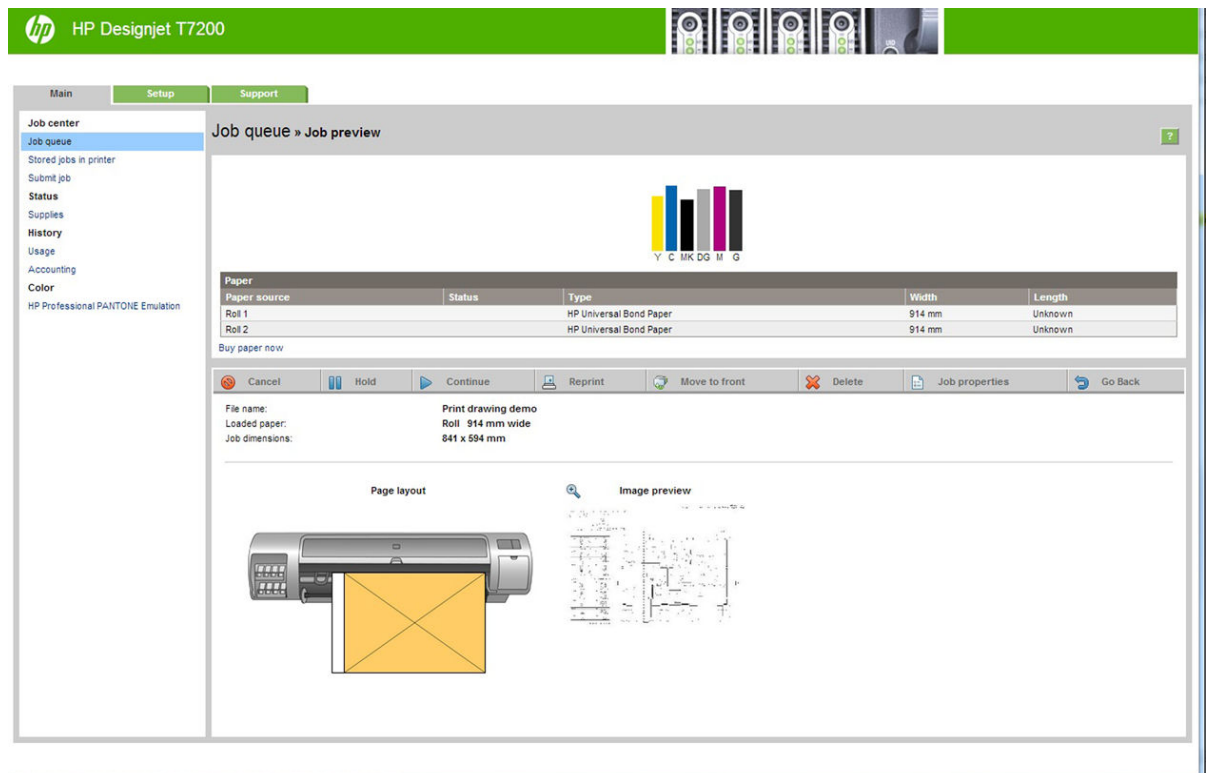 hp HP Designjet T7200
Main Setup Support
Job center
Job queue
Stored jobs in printer
Submit job
Status
Supplies
History
Usage
Accounting
Color
HP Professional PANTONE Emulation
Job queue » Job preview
?
Y C MK DG M G
Paper
Paper source Status Type Width Length
Roll 1 HP Universal Bond Paper 914 mm Unknown
Roll 2 HP Universal Bond Paper 914 mm Unknown
Buy paper now
Cancel Hold Continue Reprint Move to front Delete Job properties Go Back
File name: Print drawing demo
Loaded paper: Roll 914 mm wide
Job dimensions: 841 x 594 mm
Page layout Image preview